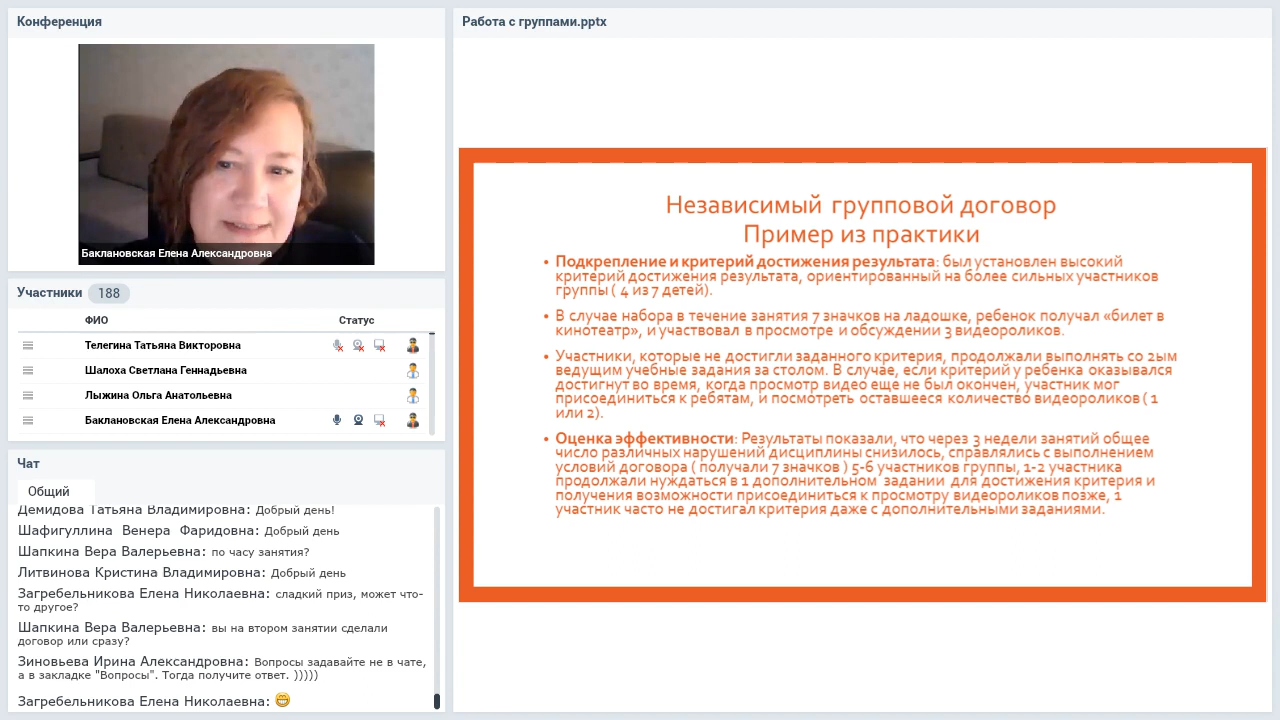 Конференция
Баклановская Елена Александровна
Участники 188
ФИО Статус
Телегина Татьяна Викторовна
Шалоха Светлана Геннадьевна
Лыжина Ольга Анатольевна
Баклановская Елена Александровна
Чат
Общий
Демидова Татьяна Владимировна: Добрый день!
Шафигуллина Венера Фаридовна: Добрый день
Шапкина Вера Валерьевна: по часу занятия?
Литвинова Кристина Владимировна: Добрый день
Загребельникова Елена Николаевна: сладкий приз, может что-
то другое?
Шапкина Вера Валерьевна: вы на втором занятии сделали
договор или сразу?
Зиновьева Ирина Александровна: Вопросы задавайте не в чате,
а в закладке "Вопросы". Тогда получите ответ. )))))
Загребельникова Елена Николаевна: 😁
Работа с группами.pptx
Независимый групповой договор
Пример из практики
• Подкрепление и критерий достижения результата: был установлен высокий
критерий достижения результата, ориентированный на более сильных участников
группы ( 4 из 7 детей).
• В случае набора в течение занятия 7 значков на ладошке, ребенок получал «билет в
кинотеатр», и участвовал в просмотре и обсуждении 3 видеороликов.
• Участники, которые не достигли заданного критерия, продолжали выполнять со 2ым
ведущим учебные задания за столом. В случае, если критерий у ребенка оказывался
достигнут во время, когда просмотр видео еще не был окончен, участник мог
присоединиться к ребятам, и посмотреть оставшееся количество видеороликов ( 1
или 2).
• Оценка эффективности: Результаты показали, что через 3 недели занятий общее
число различных нарушений дисциплины снизилось, справлялись с выполнением
условий договора ( получали 7 значков ) 5-6 участников группы, 1-2 участника
продолжали нуждаться в 1 дополнительном задании для достижения критерия и
получения возможности присоединиться к просмотру видеороликов позже, 1
участник часто не достигал критерия даже с дополнительными заданиями.